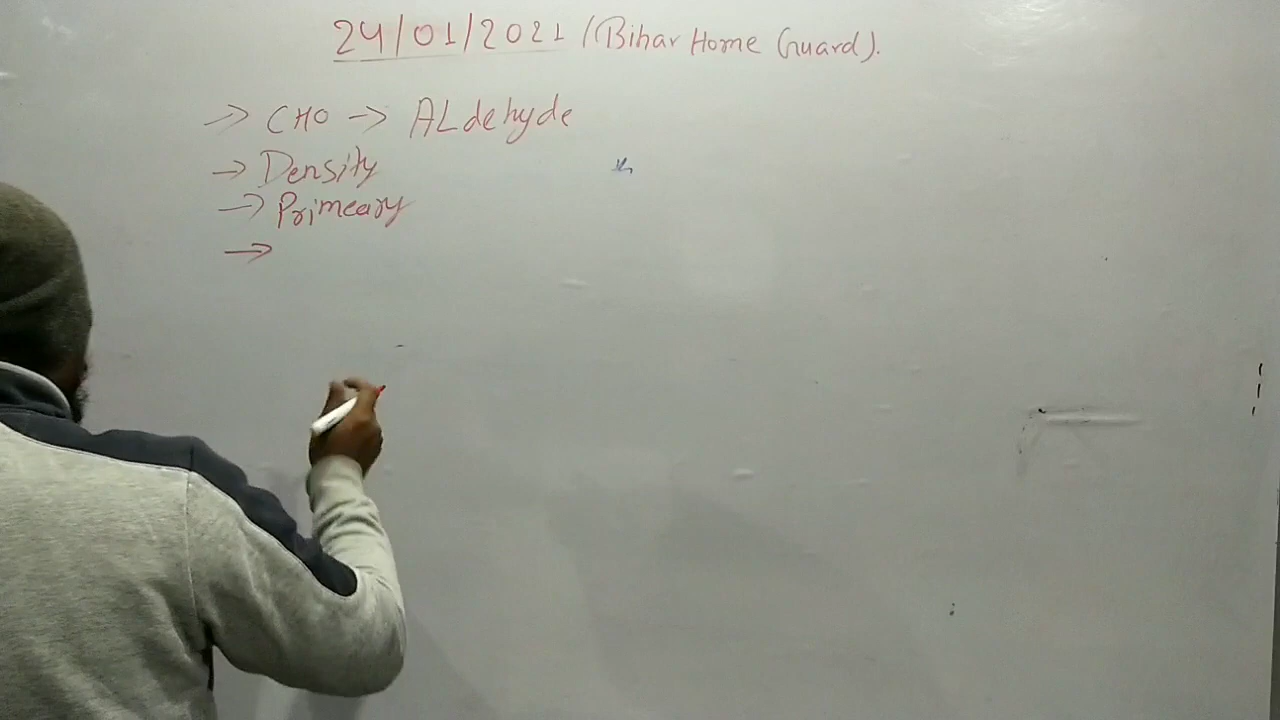 24/01/2021 (Bihar Home Guard).
→ CHO → ALdehyde
→ Density
→ Primeary
→